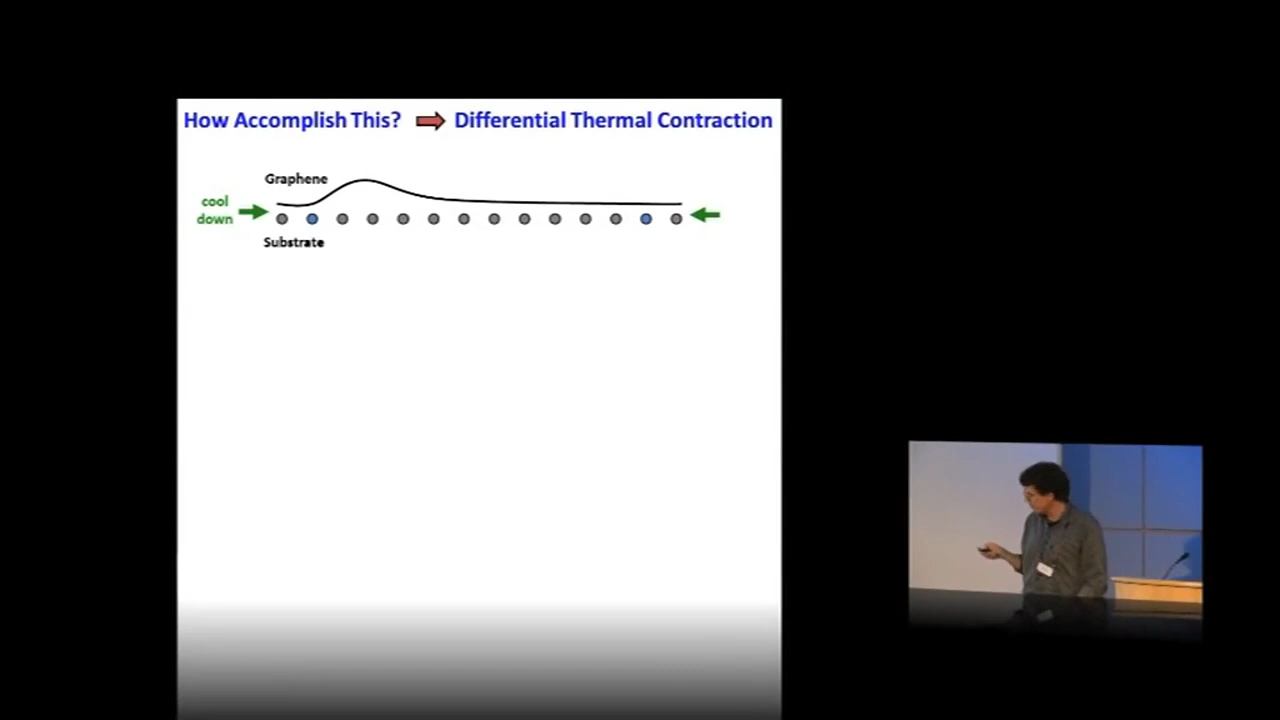 How Accomplish This? Differential Thermal Contraction
Graphene
cool
down
Substrate